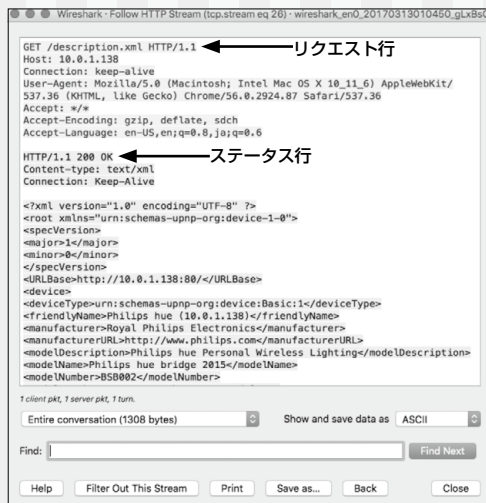 Wireshark · Follow HTTP Stream (tcp.stream eq 26) · wireshark_en0_20170313010450_gLxBs
GET /description.xml HTTP/1.1 リクエスト行
Host: 10.0.1.138
Connection: keep-alive
User-Agent: Mozilla/5.0 (Macintosh; Intel Mac OS X 10_11_6) AppleWebKit/
537.36 (KHTML, like Gecko) Chrome/56.0.2924.87 Safari/537.36
Accept: */*
Accept-Encoding: gzip, deflate, sdch
Accept-Language: en-US,en;q=0.8,ja;q=0.6
HTTP/1.1 200 OK ステータス行
Content-type: text/xml
Connection: Keep-Alive
<?xml version="1.0" encoding="UTF-8" ?>
<root xmlns="urn:schemas-upnp-org:device-1-0">
<specVersion>
<major>1</major>
<minor>0</minor>
</specVersion>
<URLBase>http://10.0.1.138:80/</URLBase>
<device>
<deviceType>urn:schemas-upnp-org:device:Basic:1</deviceType>
<friendlyName>Philips hue (10.0.1.138)</friendlyName>
<manufacturer>Royal Philips Electronics</manufacturer>
<manufacturerURL>http://www.philips.com</manufacturerURL>
<modelDescription>Philips hue Personal Wireless Lighting</modelDescription>
<modelName>Philips hue bridge 2015</modelName>
<modelNumber>BSB002</modelNumber>
1 client pkt, 1 server pkt, 1 turn.
Entire conversation (1308 bytes) Show and save data as ASCII
Find: Find Next
Help Filter Out This Stream Print Save as... Back Close